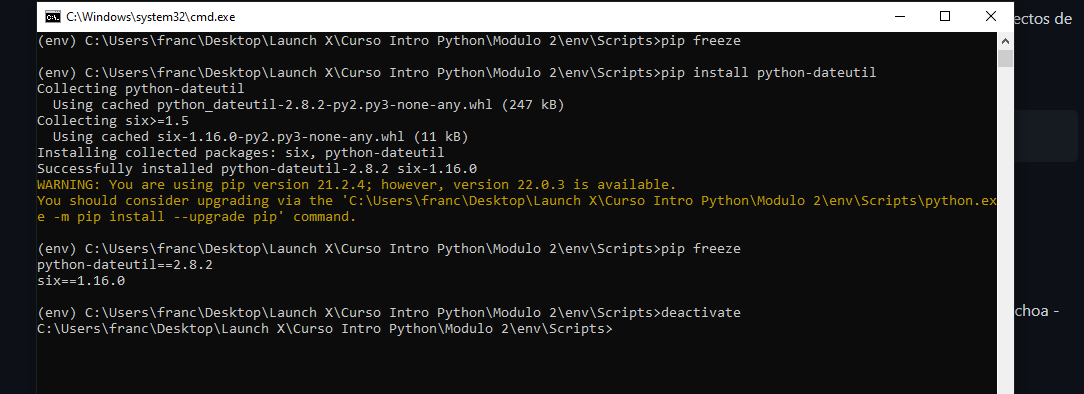 C:\Windows\system32\cmd.exe
ectos de
(env) C:\Users\franc\Desktop\Launch X\Curso Intro Python\Modulo 2\env\Scripts>pip freeze
(env) C:\Users\franc\Desktop\Launch X\Curso Intro Python\Modulo 2\env\Scripts>pip install python-dateutil
Collecting python-dateutil
  Using cached python_dateutil-2.8.2-py2.py3-none-any.whl (247 kB)
Collecting six>=1.5
  Using cached six-1.16.0-py2.py3-none-any.whl (11 kB)
Installing collected packages: six, python-dateutil
Successfully installed python-dateutil-2.8.2 six-1.16.0
WARNING: You are using pip version 21.2.4; however, version 22.0.3 is available.
You should consider upgrading via the 'C:\Users\franc\Desktop\Launch X\Curso Intro Python\Modulo 2\env\Scripts\python.ex
e -m pip install --upgrade pip' command.
(env) C:\Users\franc\Desktop\Launch X\Curso Intro Python\Modulo 2\env\Scripts>pip freeze
python-dateutil==2.8.2
six==1.16.0
(env) C:\Users\franc\Desktop\Launch X\Curso Intro Python\Modulo 2\env\Scripts>deactivate
choa -
C:\Users\franc\Desktop\Launch X\Curso Intro Python\Modulo 2\env\Scripts>